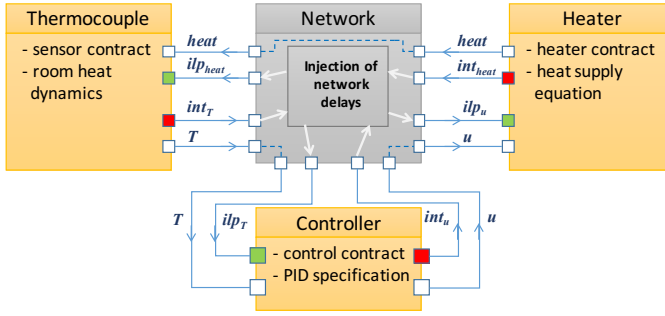 Thermocouple
- sensor contract
- room heat
dynamics
heat
ilp_heat
int_T
T
Network
Injection of
network
delays
heat
int_heat
ilp_u
u
Heater
- heater contract
- heat supply
equation
T
ilp_T
int_u
u
Controller
- control contract
- PID specification